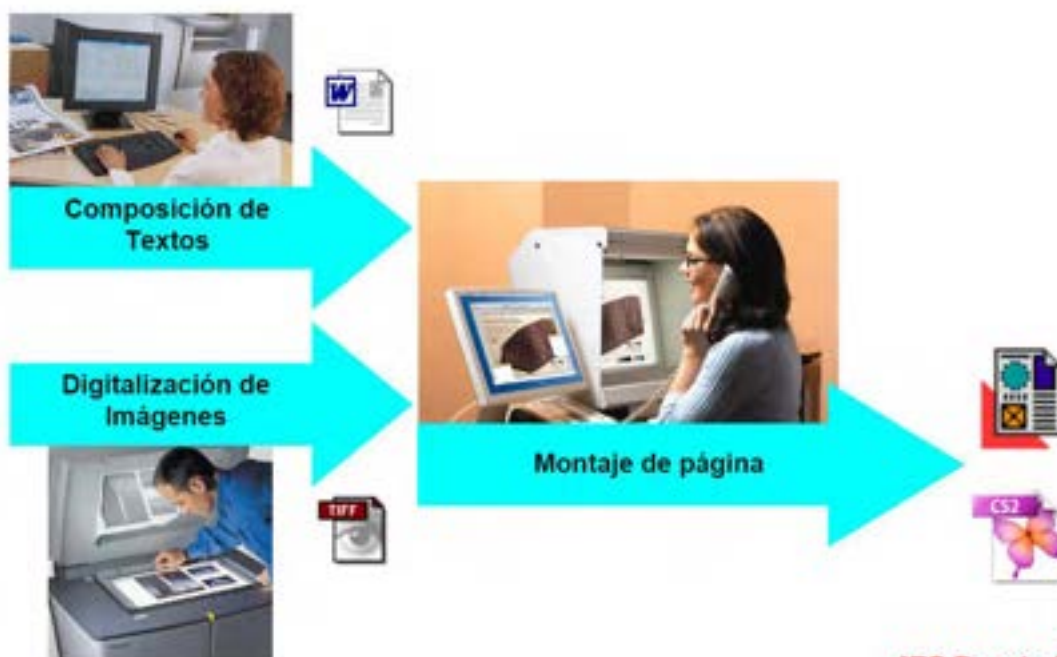 W
Composición de
Textos
Digitalización de
Imágenes
TIFF
Montaje de página
CS2